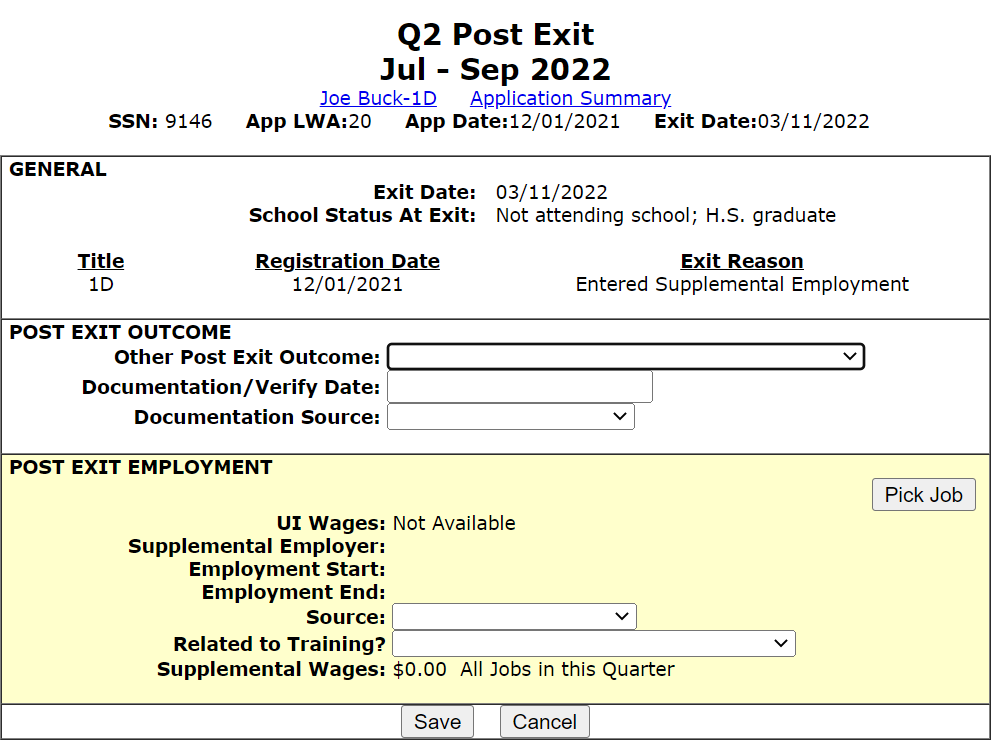 Q2 Post Exit
Jul - Sep 2022
Joe Buck-1D Application Summary
SSN: 9146 App LWA:20 App Date:12/01/2021 Exit Date:03/11/2022
GENERAL
Exit Date: 03/11/2022
School Status At Exit: Not attending school; H.S. graduate
Title Registration Date Exit Reason
1D 12/01/2021 Entered Supplemental Employment
POST EXIT OUTCOME
Other Post Exit Outcome:
Documentation/Verify Date:
Documentation Source:
POST EXIT EMPLOYMENT
Pick Job
UI Wages: Not Available
Supplemental Employer:
Employment Start:
Employment End:
Source:
Related to Training?
Supplemental Wages: $0.00 All Jobs in this Quarter
Save Cancel